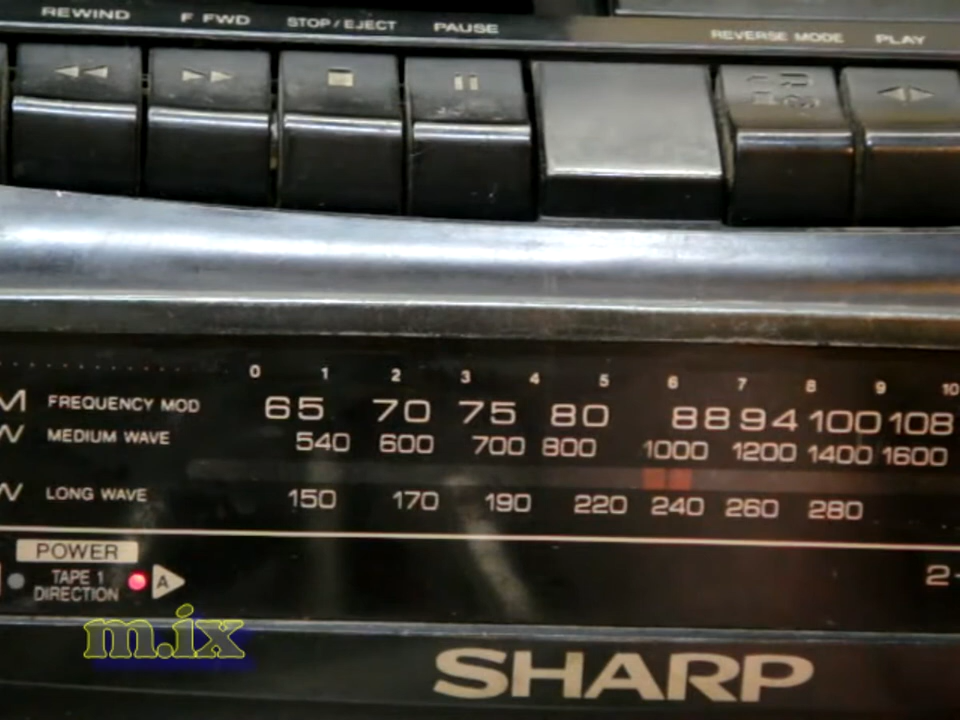 REWIND F FWD STOP/EJECT PAUSE REVERSE MODE PLAY
0 1 2 3 4 5 6 7 8 9 10
FREQUENCY MOD 65 70 75 80 88 94 100 108
MEDIUM WAVE 540 600 700 800 1000 1200 1400 1600
LONG WAVE 150 170 190 220 240 260 280
POWER
TAPE 1 A
DIRECTION
2-
m.ix
SHARP